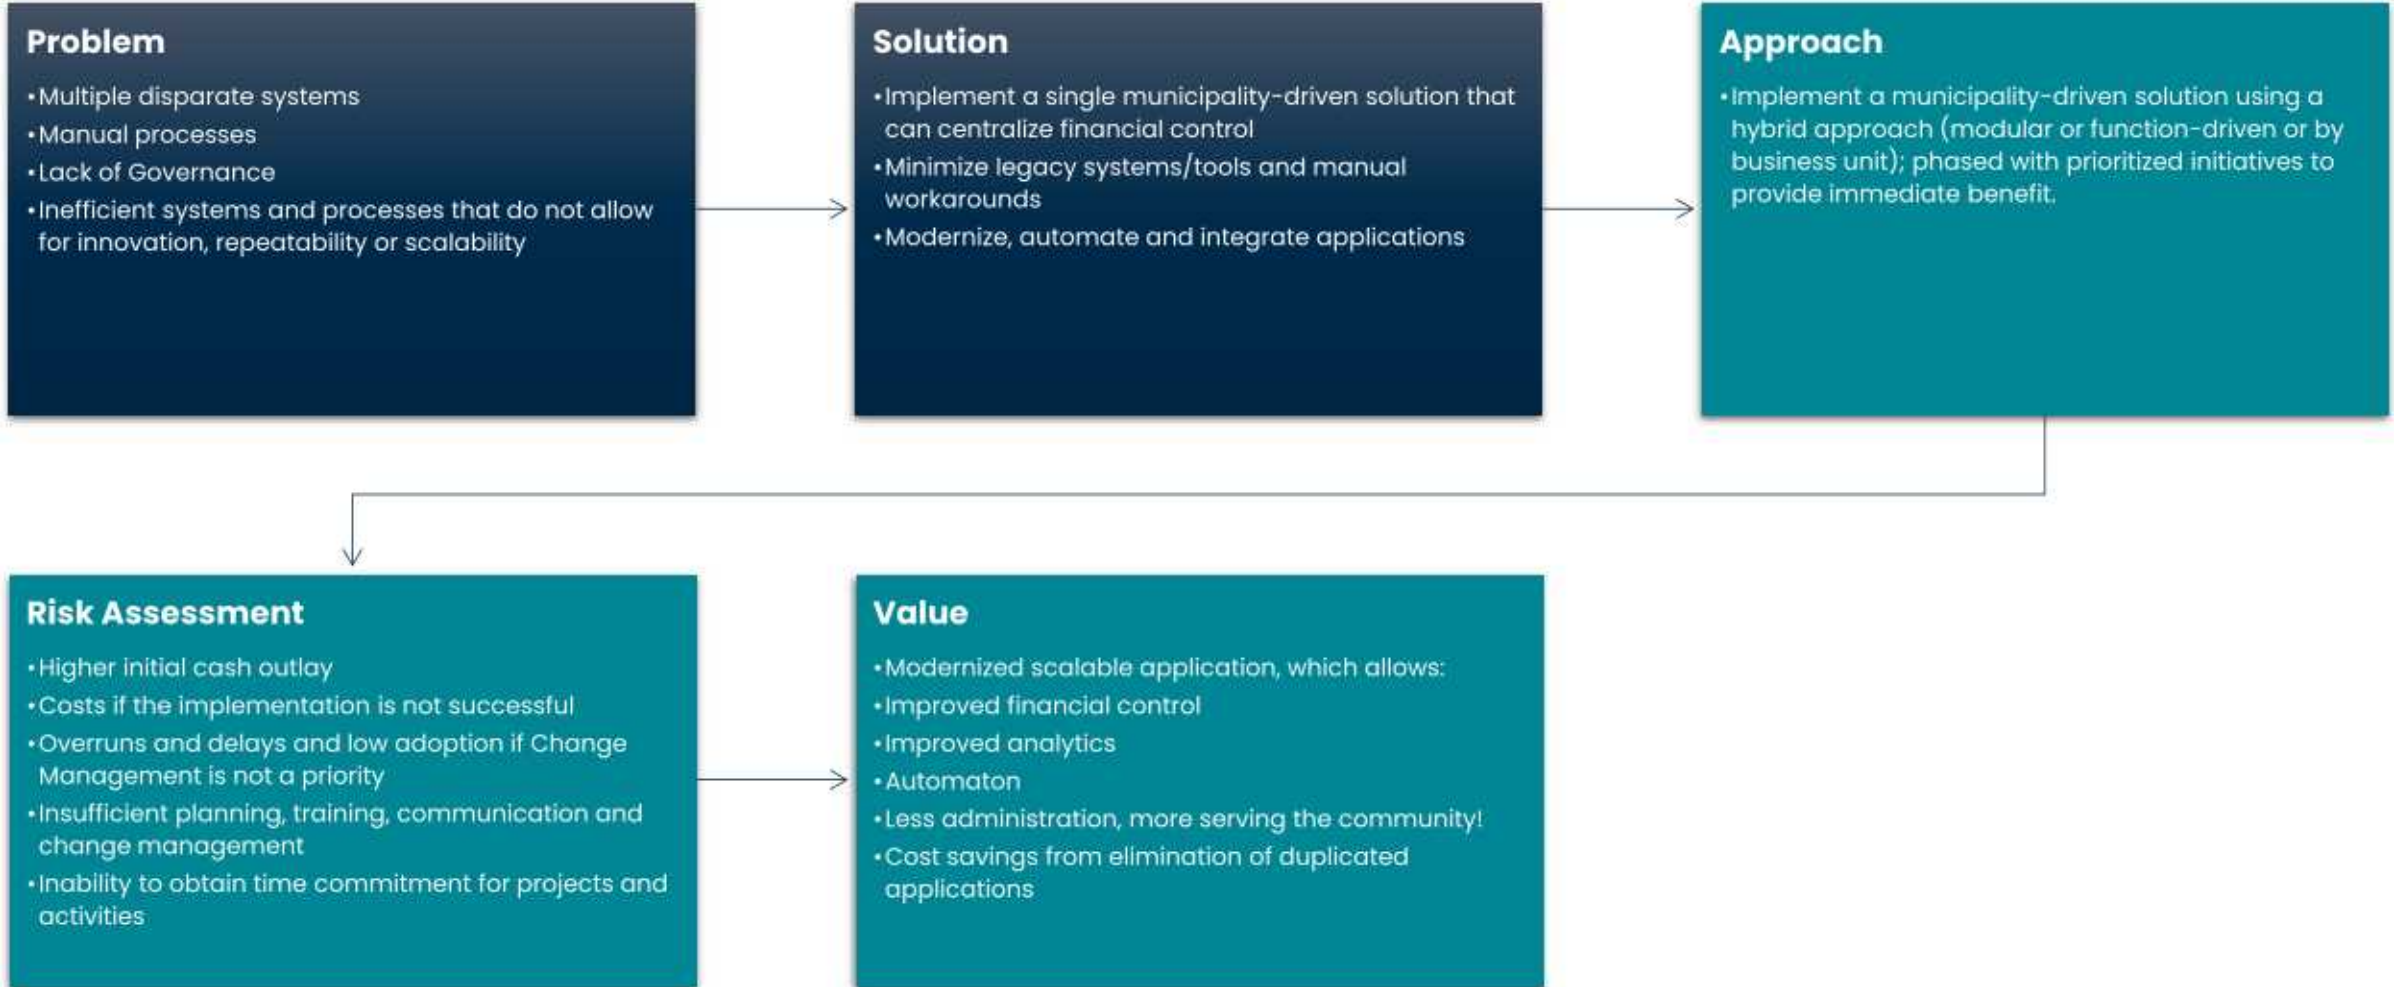 Problem
•Multiple disparate systems
•Manual processes
•Lack of Governance
•Inefficient systems and processes that do not allow
for innovation, repeatability or scalability
Solution
•Implement a single municipality-driven solution that
can centralize financial control
•Minimize legacy systems/tools and manual
workarounds
•Modernize, automate and integrate applications
Approach
•Implement a municipality-driven solution using a
hybrid approach (modular or function-driven or by
business unit); phased with prioritized initiatives to
provide immediate benefit.
Risk Assessment
•Higher initial cash outlay
•Costs if the implementation is not successful
•Overruns and delays and low adoption if Change
Management is not a priority
•Insufficient planning, training, communication and
change management
•Inability to obtain time commitment for projects and
activities
Value
•Modernized scalable application, which allows:
•Improved financial control
•Improved analytics
•Automaton
•Less administration, more serving the community!
•Cost savings from elimination of duplicated
applications